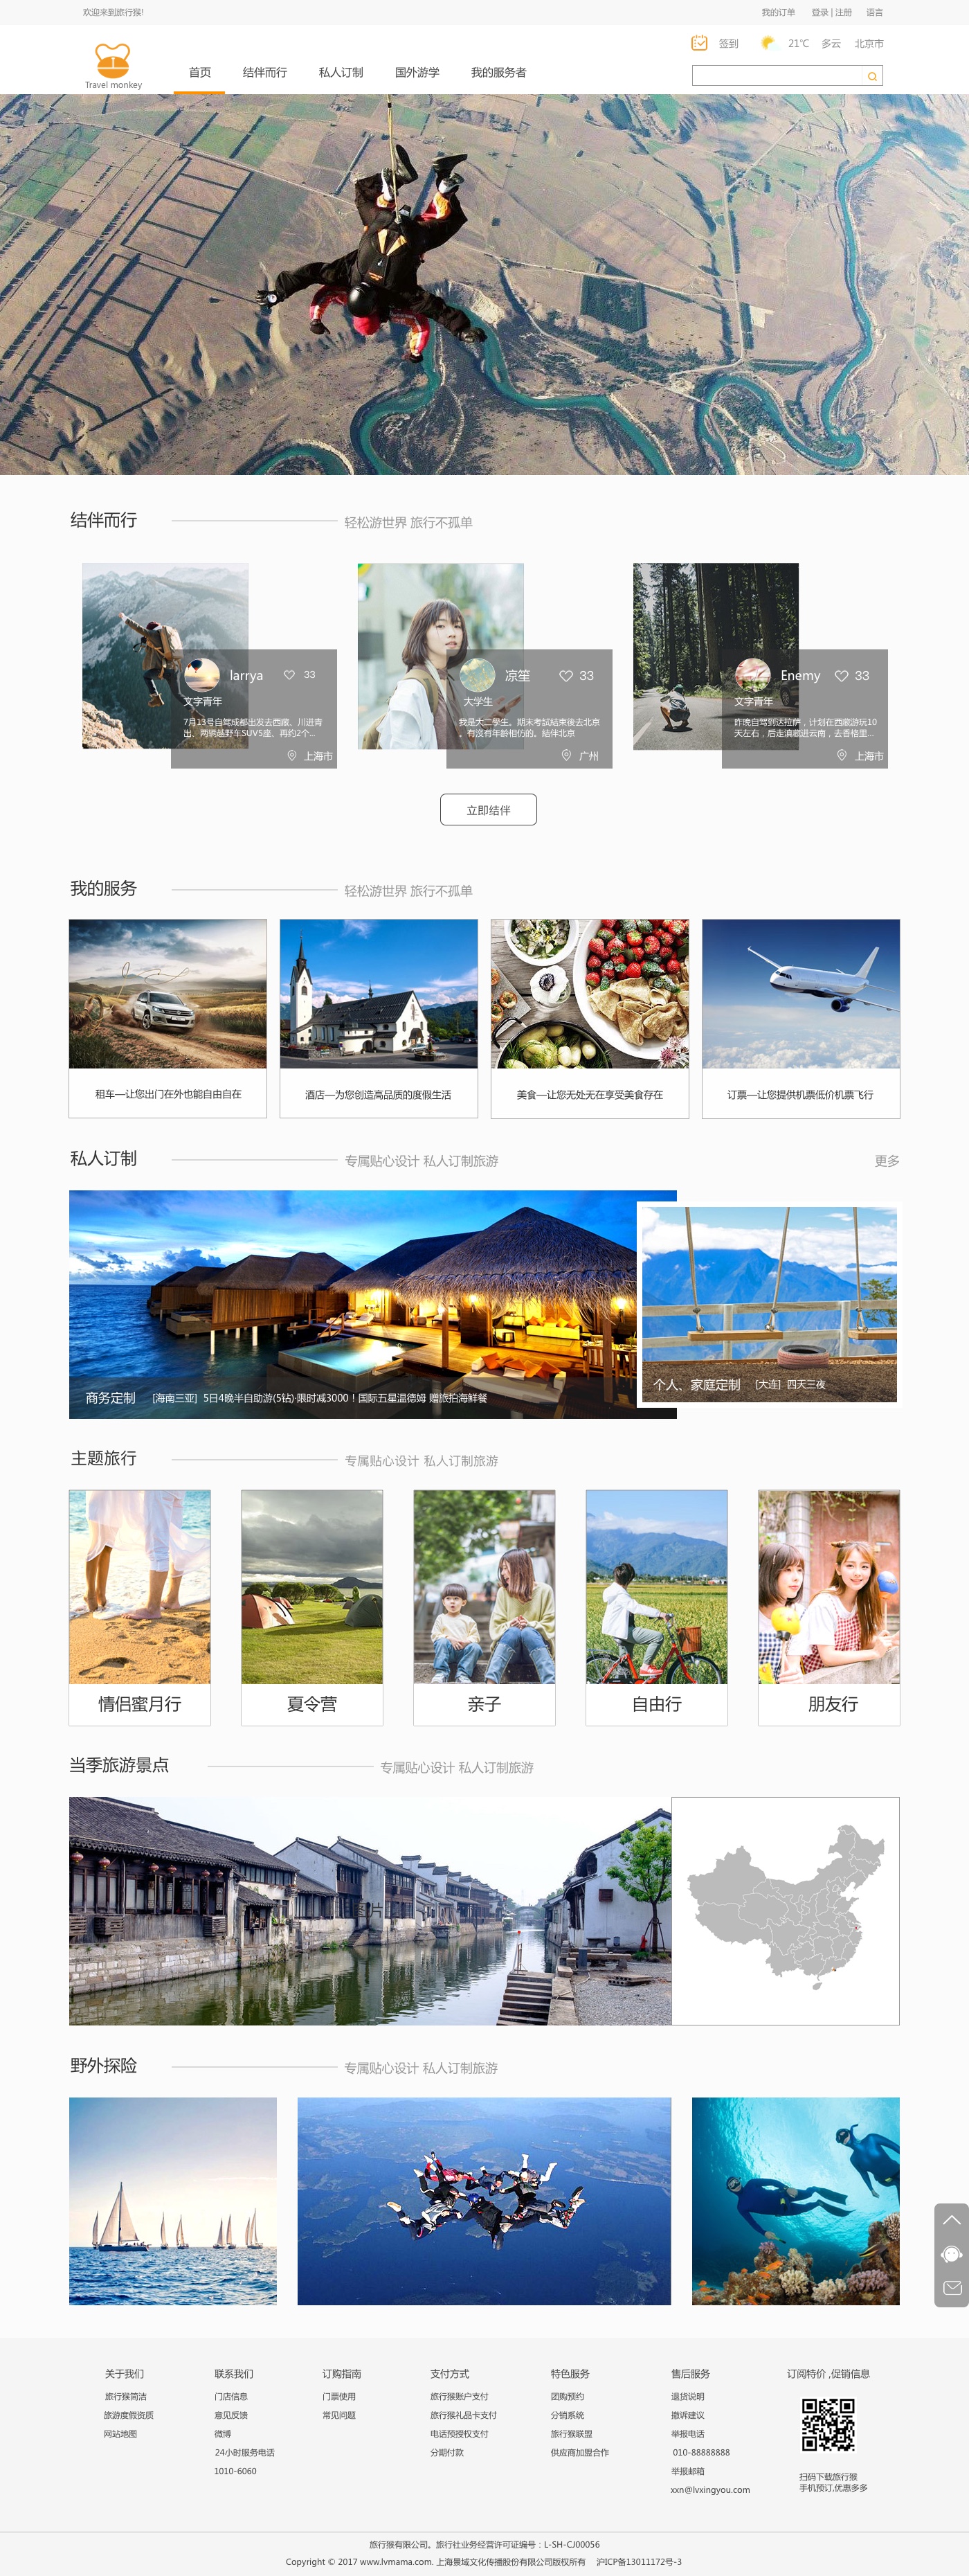 欢迎来到旅行猴!
我的订单 登录 | 注册 语言
签到 21℃ 多云 北京市
Travel monkey
首页 结伴而行 私人订制 国外游学 我的服务者
结伴而行 轻松游世界 旅行不孤单
larrya 33
文字青年
7月13号自驾成都出发去西藏、川进青
出、两辆越野车SUV5座、再约2个...
上海市
凉笙 33
大学生
我是大二學生。期末考試結束後去北京
。有沒有年齡相仿的。結伴北京
广州
Enemy 33
文字青年
昨晚自驾到达拉萨，计划在西藏游玩10
天左右，后走滇藏进云南，去香格里...
上海市
立即结伴
我的服务 轻松游世界 旅行不孤单
租车—让您出门在外也能自由自在
酒店—为您创造高品质的度假生活
美食—让您无处无在享受美食存在
订票—让您提供机票低价机票飞行
私人订制 专属贴心设计 私人订制旅游 更多
商务定制 [海南三亚] 5日4晚半自助游(5钻)·限时减3000！国际五星温德姆 赠旅拍海鲜餐
个人、家庭定制 [大连] 四天三夜
主题旅行 专属贴心设计 私人订制旅游
情侣蜜月行
夏令营
亲子
自由行
朋友行
当季旅游景点 专属贴心设计 私人订制旅游
野外探险 专属贴心设计 私人订制旅游
关于我们
旅行猴简洁
旅游度假资质
网站地图
联系我们
门店信息
意见反馈
微博
24小时服务电话
1010-6060
订购指南
门票使用
常见问题
支付方式
旅行猴账户支付
旅行猴礼品卡支付
电话预授权支付
分期付款
特色服务
团购预约
分销系统
旅行猴联盟
供应商加盟合作
售后服务
退货说明
撤诉建议
举报电话
010-88888888
举报邮箱
xxn@lvxingyou.com
订阅特价 ,促销信息
扫码下载旅行猴
手机预订,优惠多多
旅行猴有限公司。旅行社业务经营许可证编号：L-SH-CJ00056
Copyright © 2017 www.lvmama.com. 上海景域文化传播股份有限公司版权所有 沪ICP备13011172号-3